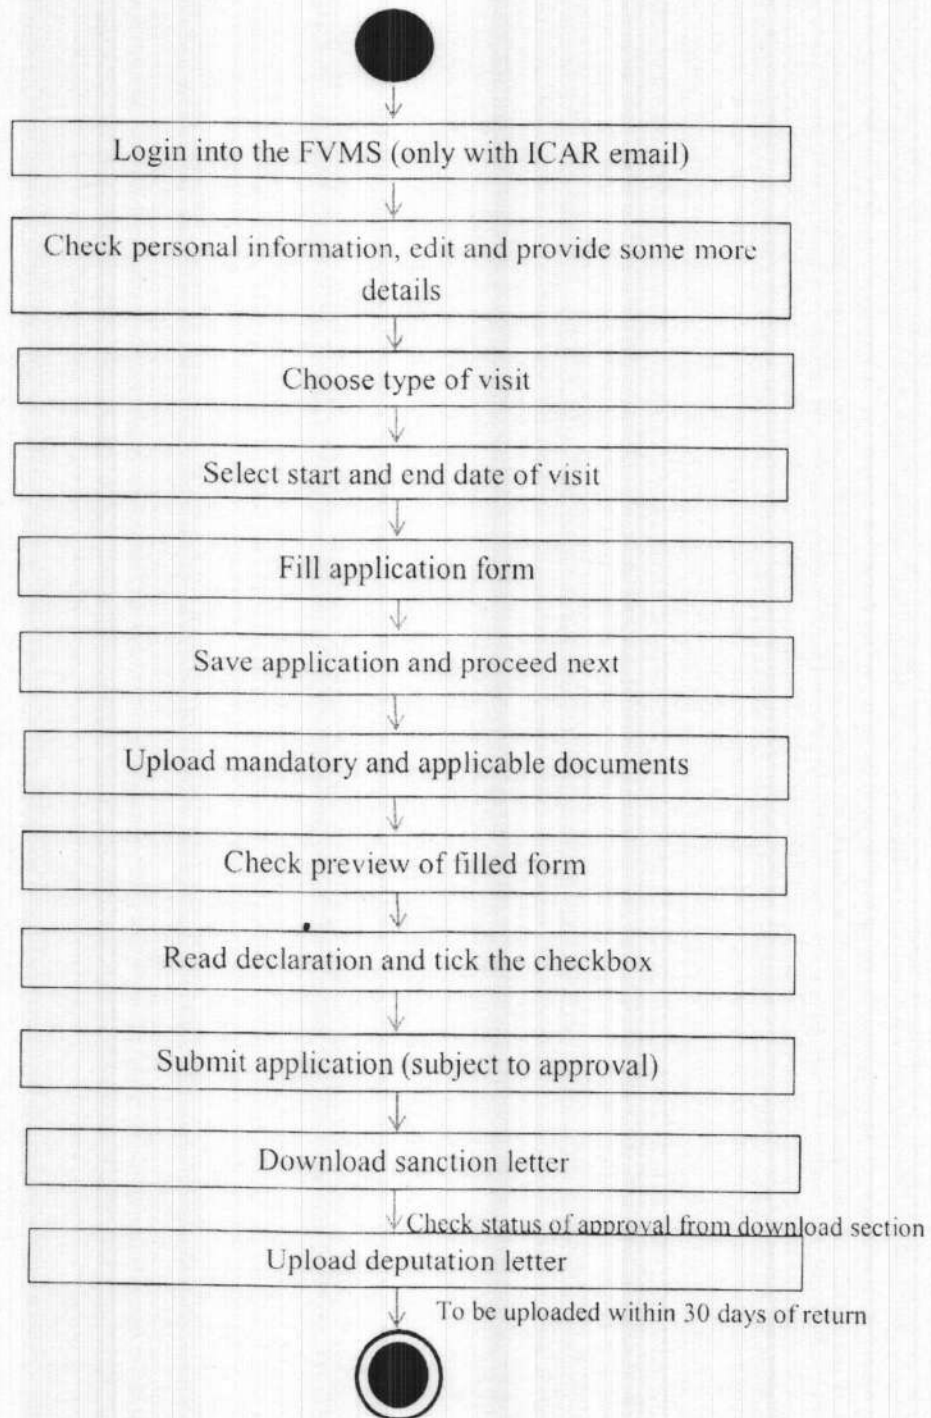 Login into the FVMS (only with ICAR email)
Check personal information, edit and provide some more
details
Choose type of visit
Select start and end date of visit
Fill application form
Save application and proceed next
Upload mandatory and applicable documents
Check preview of filled form
Read declaration and tick the checkbox
Submit application (subject to approval)
Download sanction letter
Check status of approval from download section
Upload deputation letter
To be uploaded within 30 days of return